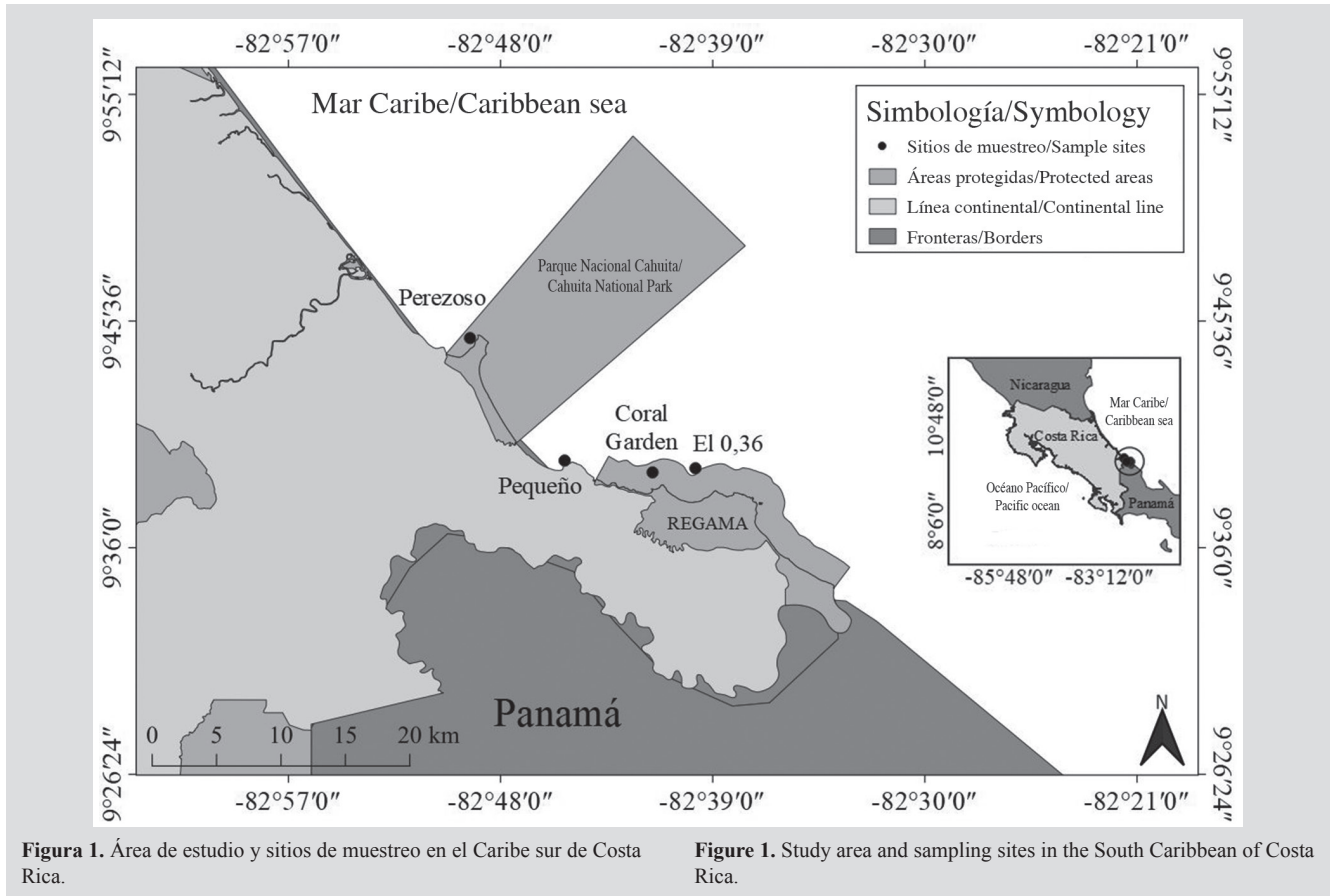 -82°57'0" -82°48'0" -82°39'0" -82°30'0" -82°21'0"
9°55'12"
9°55'12"
Mar Caribe/Caribbean sea
Simbología/Symbology
Sitios de muestreo/Sample sites
Áreas protegidas/Protected areas
Línea continental/Continental line
Fronteras/Borders
Parque Nacional Cahuita/
Cahuita National Park
Perezoso
9°45'36"
9°45'36"
Coral
Garden
El 0,36
Pequeño
REGAMA
10°48'0"
8°6'0"
Nicaragua
Mar Caribe/
Caribbean sea
Costa Rica
Océano Pacífico/
Pacific ocean
Panamá
-85°48'0" -83°12'0"
9°36'0"
9°36'0"
Panamá
0 5 10 15 20 km
N
9°26'24"
9°26'24"
-82°57'0" -82°48'0" -82°39'0" -82°30'0" -82°21'0"
Figura 1. Área de estudio y sitios de muestreo en el Caribe sur de Costa
Rica.
Figure 1. Study area and sampling sites in the South Caribbean of Costa
Rica.